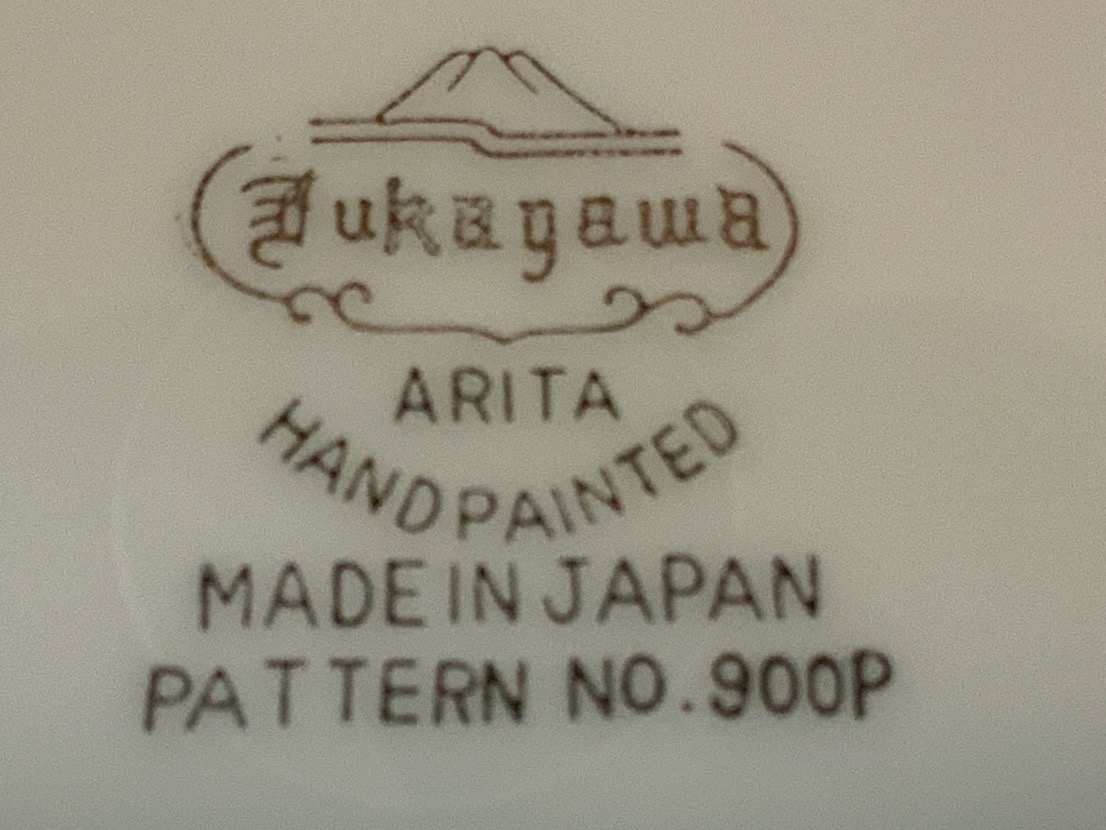 Fukagawa
ARITA
HANDPAINTED
MADE IN JAPAN
PATTERN NO.900P